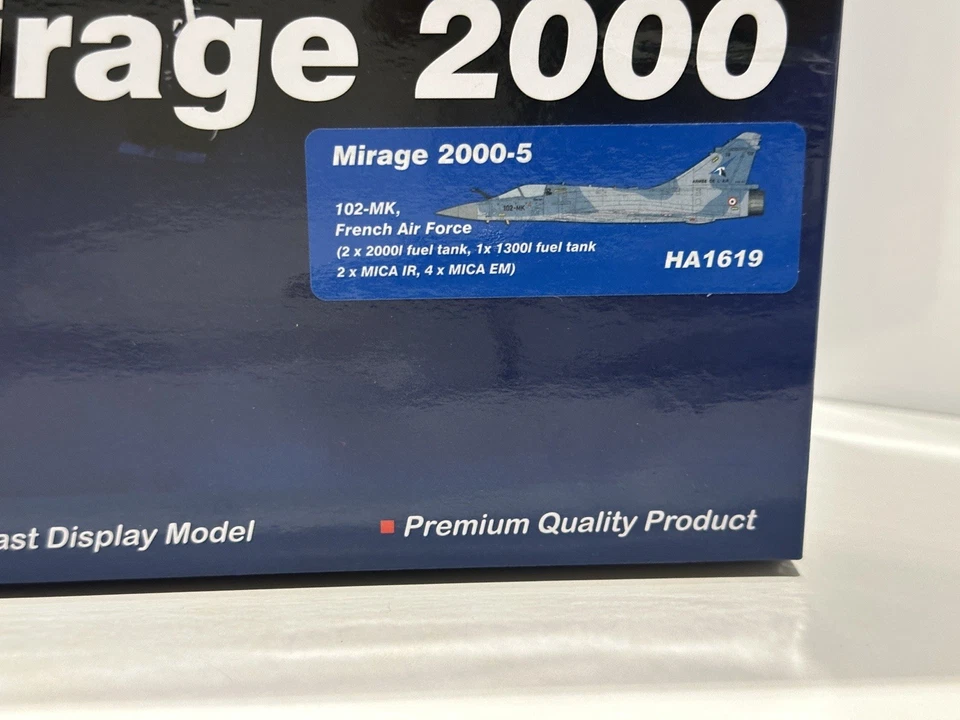 irage 2000
Mirage 2000-5
102-MK,
French Air Force
(2 x 2000l fuel tank, 1x 1300l fuel tank
2 x MICA IR, 4 x MICA EM)
HA1619
102-MK
ast Display Model
Premium Quality Product